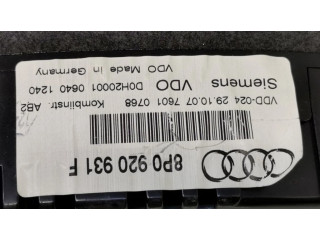 8P0 920 931 F
VDD-024 29.10.07 7601 0768 Kombiinstr. AB2
Siemens VDO D0H20001 0640 1240
VDO Made in Germany